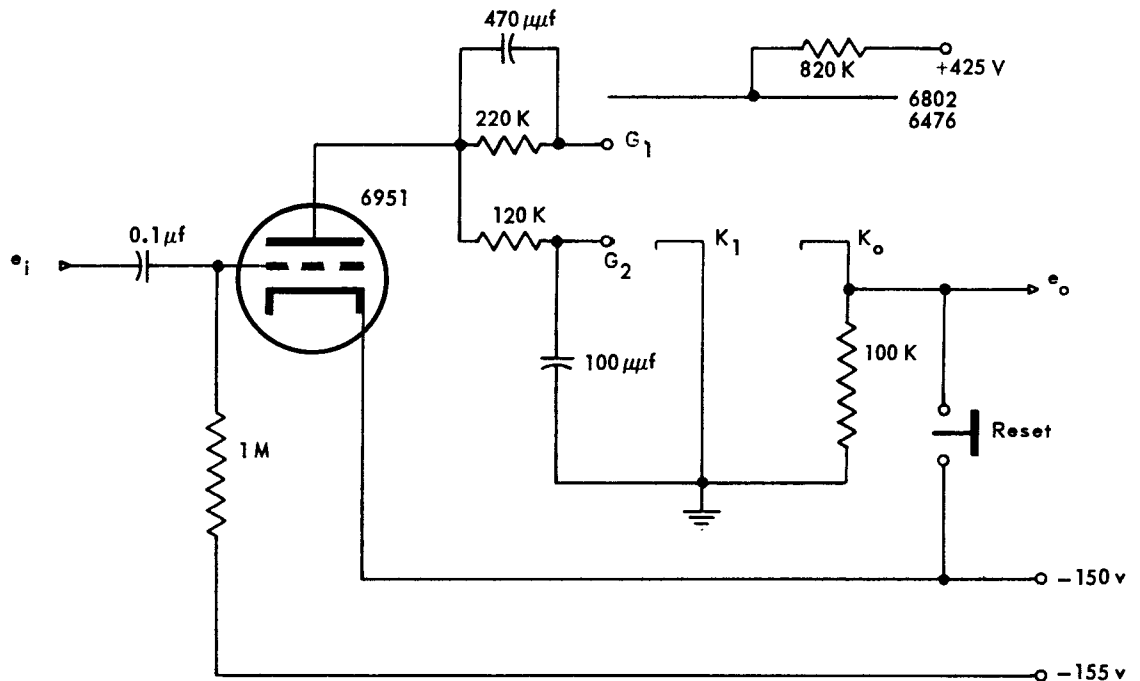 470 μμf
820 K
+425 V
6802
6476
220 K
G1
6951
120 K
0.1 μf
ei
G2
K1
Ko
eo
100 μμf
100 K
Reset
1 M
−150 v
−155 v